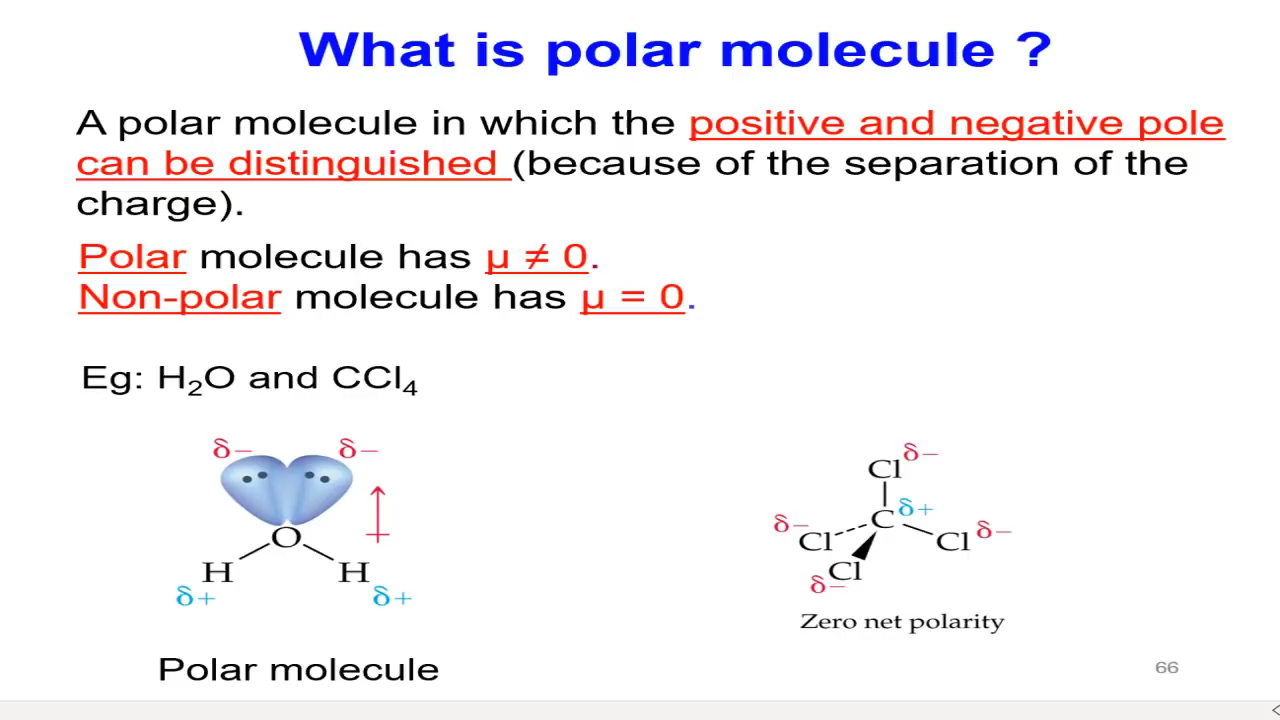 What is polar molecule ?
A polar molecule in which the positive and negative pole
can be distinguished (because of the separation of the
charge).
Polar molecule has µ ≠ 0.
Non-polar molecule has µ = 0.
Eg: H₂O and CCl₄
δ− δ−
O
H H
δ+ δ+
Polar molecule
Cl δ−
C δ+
δ− Cl
Cl δ−
Cl
δ−
Zero net polarity
66